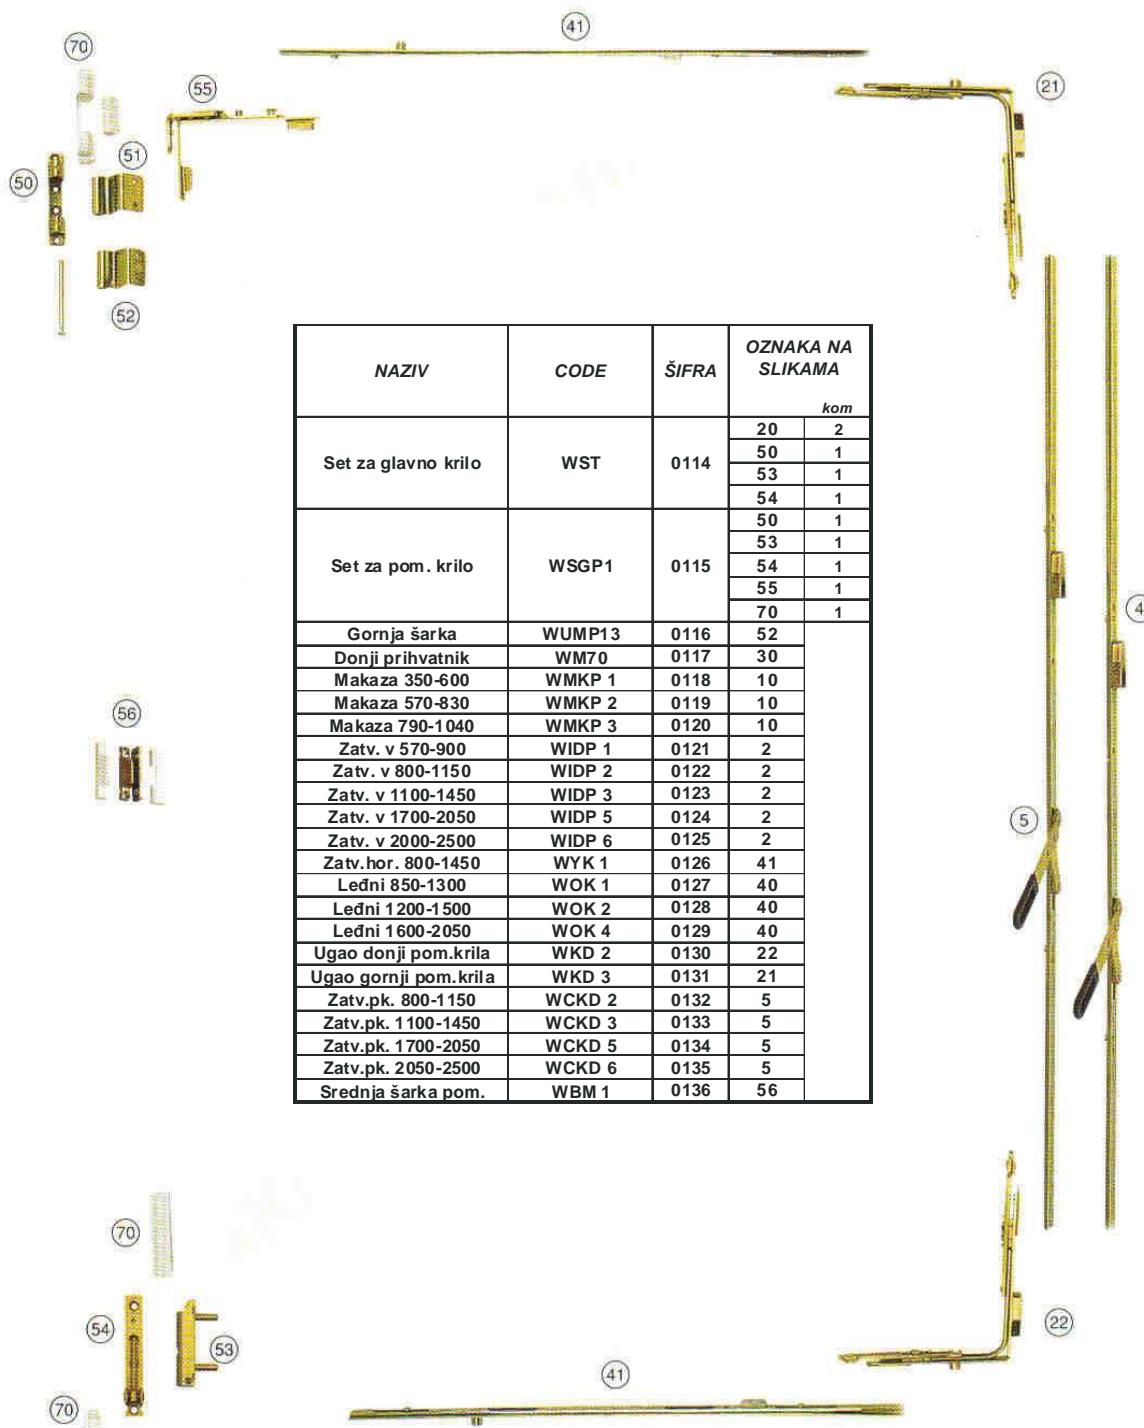 41
70
21
55
51
50
52
NAZIV CODE ŠIFRA OZNAKA NA SLIKAMA
kom
Set za glavno krilo WST 0114
20 2
50 1
53 1
54 1
Set za pom. krilo WSGP1 0115
50 1
53 1
54 1
55 1
70 1
Gornja šarka WUMP13 0116 52
Donji prihvatnik WM70 0117 30
Makaza 350-600 WMKP 1 0118 10
Makaza 570-830 WMKP 2 0119 10
Makaza 790-1040 WMKP 3 0120 10
Zatv. v 570-900 WIDP 1 0121 2
Zatv. v 800-1150 WIDP 2 0122 2
Zatv. v 1100-1450 WIDP 3 0123 2
Zatv. v 1700-2050 WIDP 5 0124 2
Zatv. v 2000-2500 WIDP 6 0125 2
Zatv.hor. 800-1450 WYK 1 0126 41
Leđni 850-1300 WOK 1 0127 40
Leđni 1200-1500 WOK 2 0128 40
Leđni 1600-2050 WOK 4 0129 40
Ugao donji pom.krila WKD 2 0130 22
Ugao gornji pom.krila WKD 3 0131 21
Zatv.pk. 800-1150 WCKD 2 0132 5
Zatv.pk. 1100-1450 WCKD 3 0133 5
Zatv.pk. 1700-2050 WCKD 5 0134 5
Zatv.pk. 2050-2500 WCKD 6 0135 5
Srednja šarka pom. WBM 1 0136 56
4
56
5
70
54
53
22
41
70